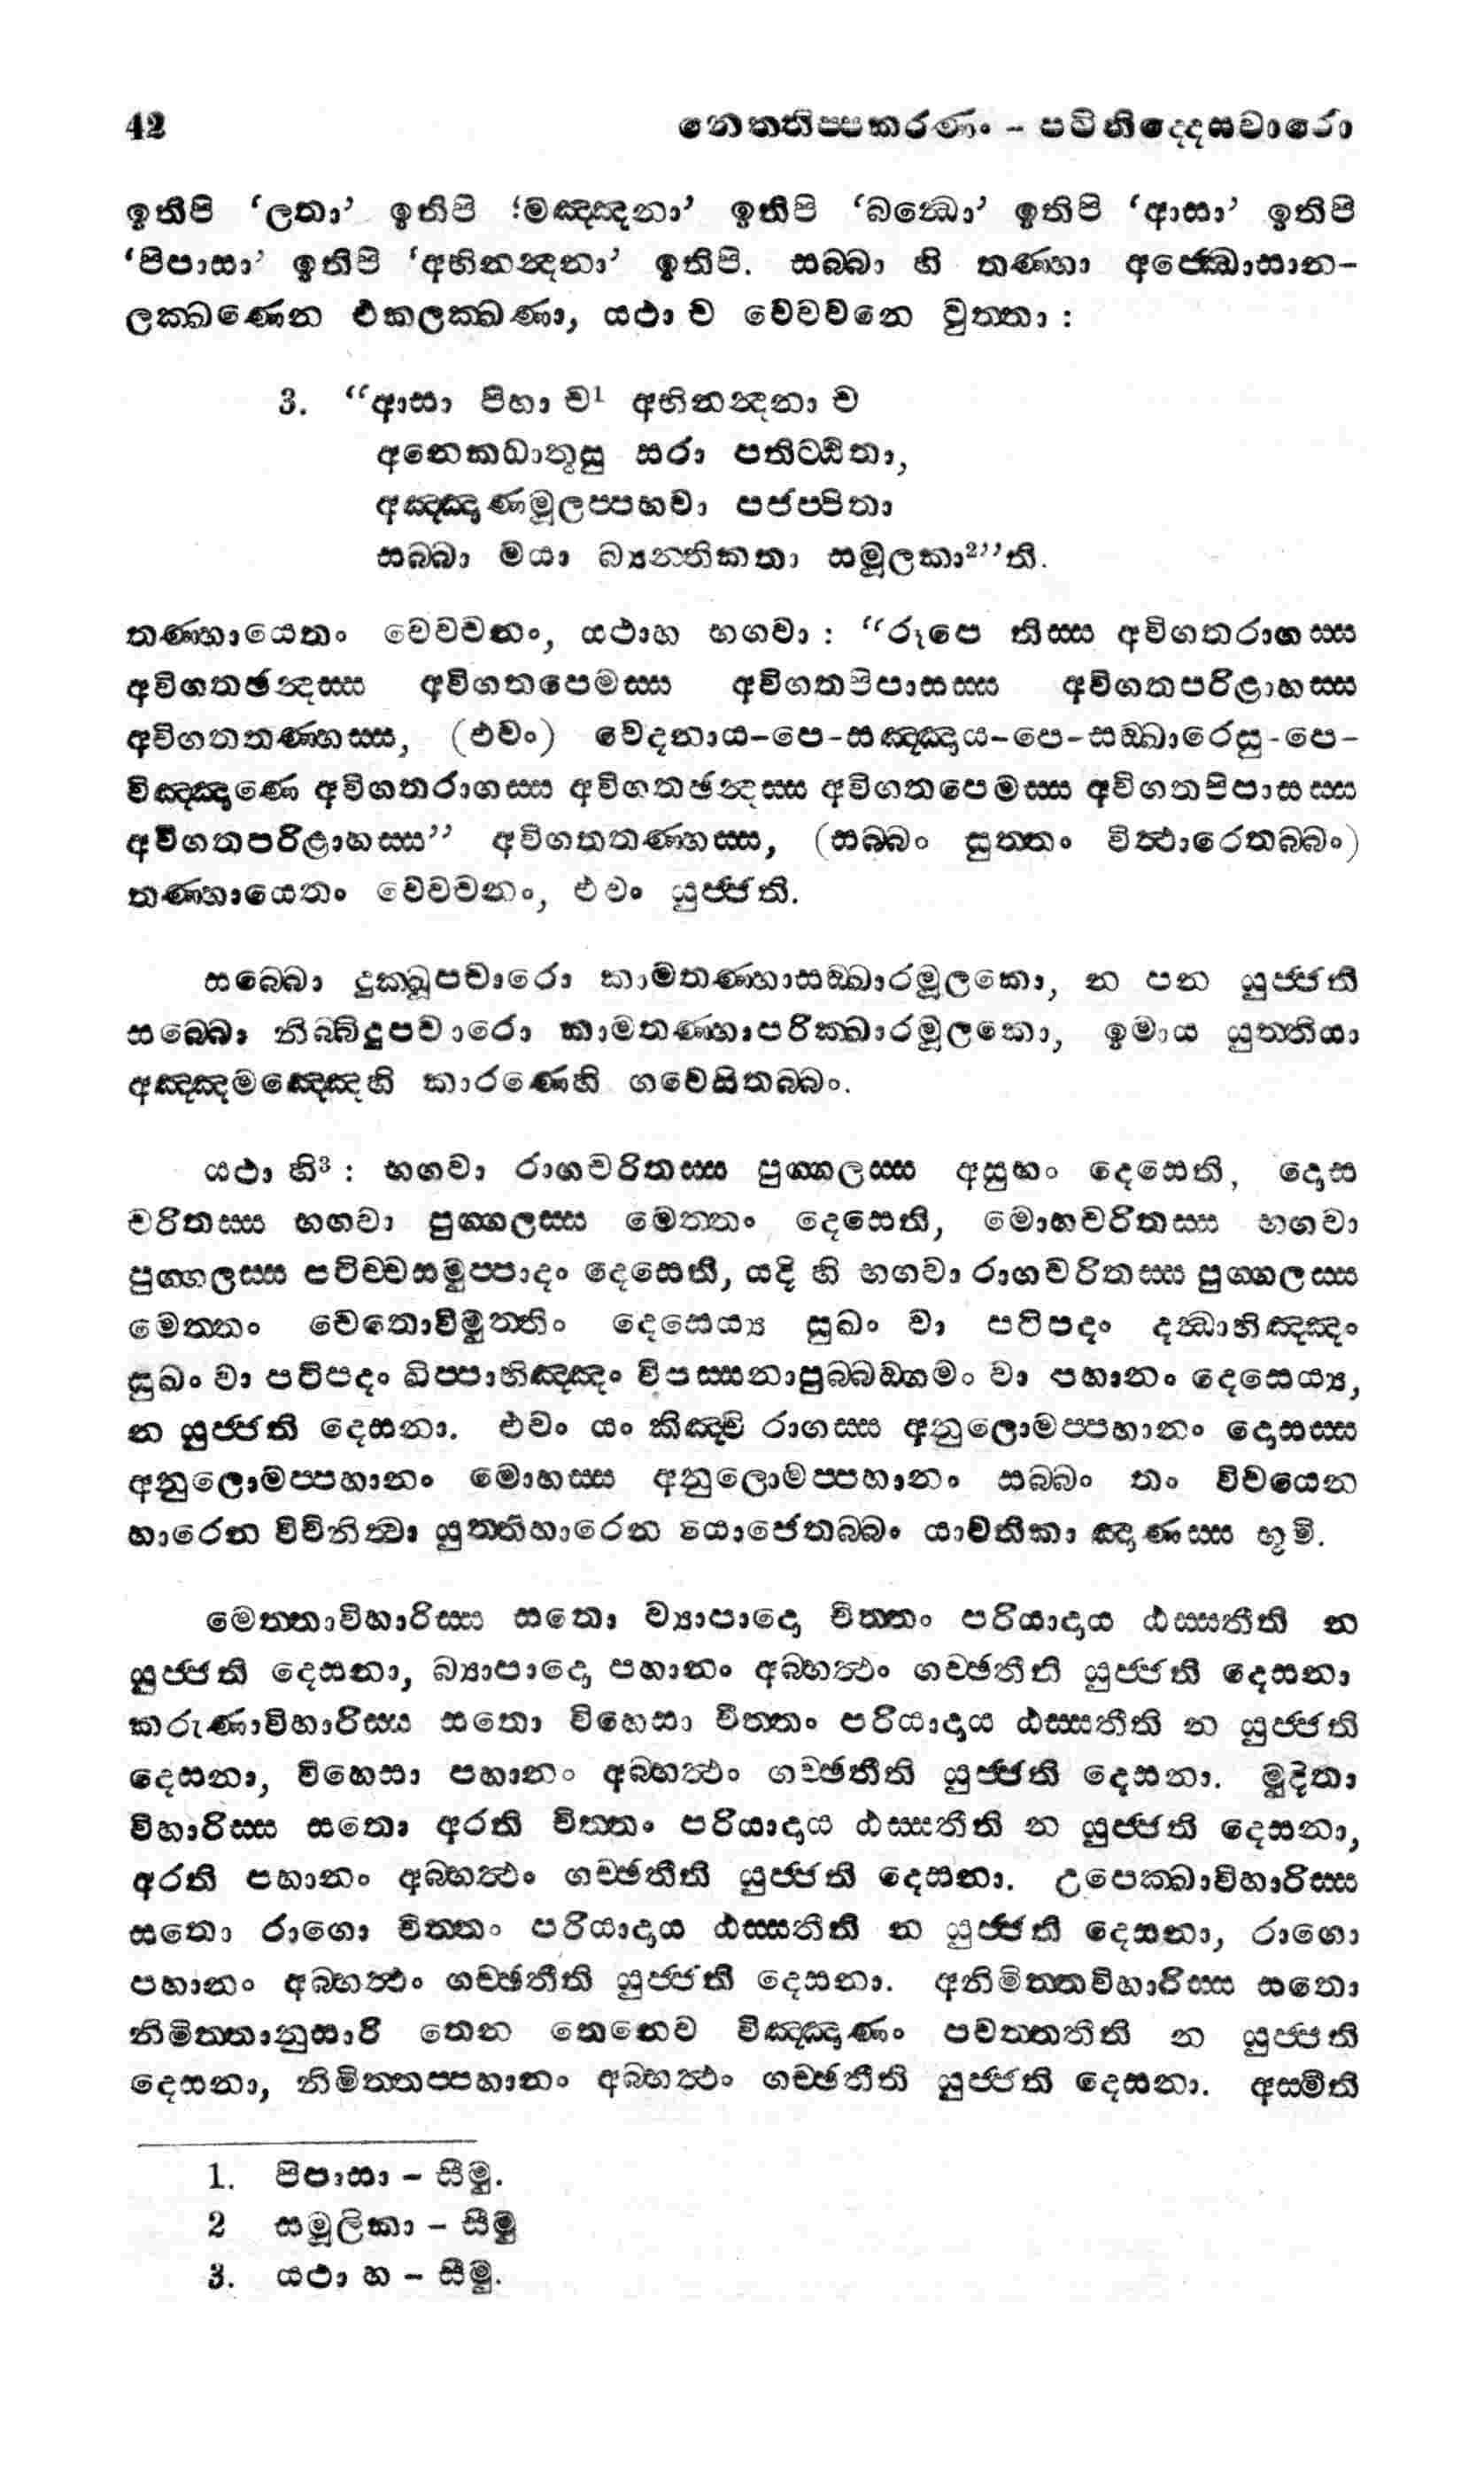 42 නෙත්තිප්පකරණං - පටිනිද්දෙසවාරො
ඉතිපි ‘ලතා’ ඉතිපි ‘මඤ්ඤනා’ ඉතිපි ‘බන්ධො’ ඉතිපි ‘ආසා’ ඉතිපි
‘පිපාසා’ ඉතිපි ‘අභිනන්දනා’ ඉතිපි. සබ්බා හි තණ්හා අජ්ඣොසාන-
ලක්ඛණෙන එකලක්ඛණා, යථා ච වෙවචනෙ වුත්තා :
3. “ආසා පිහා ච¹ අභිනන්දනා ච
අනෙකධාතූසු සරා පතිට්ඨිතා,
අඤ්ඤාණමූලප්පභවා පජප්පිතා
සබ්බා මයා බ්‍යන්තිකතා සමූලකා²”ති.
තණ්හායෙතං වෙවචනං, යථාහ භගවා : “රූපෙ තිස්ස අවිගතරාගස්ස
අවිගතඡන්දස්ස අවිගතපෙමස්ස අවිගතපිපාසස්ස අවිගතපරිළාහස්ස
අවිගතතණ්හස්ස, (එවං) වෙදනාය-පෙ-සඤ්ඤාය-පෙ-සඞ්ඛාරෙසු-පෙ-
විඤ්ඤාණෙ අවිගතරාගස්ස අවිගතඡන්දස්ස අවිගතපෙමස්ස අවිගතපිපාසස්ස
අවිගතපරිළාහස්ස” අවිගතතණ්හස්ස, (සබ්බං සුත්තං විත්ථාරෙතබ්බං)
තණ්හායෙතං වෙවචනං, එවං යුජ්ජති.
සබ්බො දුක්ඛූපචාරො කාමතණ්හාසඞ්ඛාරමූලකො, න පන යුජ්ජති
සබ්බො නිබ්බිදූපචාරො කාමතණ්හාපරික්ඛාරමූලකො, ඉමාය යුත්තියා
අඤ්ඤමඤ්ඤෙහි කාරණෙහි ගවෙසිතබ්බං.
යථා හි³ : භගවා රාගචරිතස්ස පුග්ගලස්ස අසුභං දෙසෙති, දොස
චරිතස්ස භගවා පුග්ගලස්ස මෙත්තං දෙසෙති, මොහචරිතස්ස භගවා
පුග්ගලස්ස පටිච්චසමුප්පාදං දෙසෙති, යදි හි භගවා රාගචරිතස්ස පුග්ගලස්ස
මෙත්තං චෙතොවිමුත්තිං දෙසෙය්‍ය සුඛං වා පටිපදං දන්ධාභිඤ්ඤං
සුඛං වා පටිපදං ඛිප්පාභිඤ්ඤං විපස්සනාපුබ්බඞ්ගමං වා පහානං දෙසෙය්‍ය,
න යුජ්ජති දෙසනා. එවං යං කිඤ්චි රාගස්ස අනුලොමප්පහානං දොසස්ස
අනුලොමප්පහානං මොහස්ස අනුලොමප්පහානං සබ්බං තං විචයෙන
හාරෙන විචිනිත්වා යුත්තිහාරෙන යොජෙතබ්බං යාවතිකා ඤාණස්ස භූමි.
මෙත්තාවිහාරිස්ස සතො ව්‍යාපාදො චිත්තං පරියාදාය ඨස්සතීති න
යුජ්ජති දෙසනා, බ්‍යාපාදො පහානං අබ්භත්ථං ගච්ඡතීති යුජ්ජති දෙසනා
කරුණාවිහාරිස්ස සතො විහෙසා චිත්තං පරියාදාය ඨස්සතීති න යුජ්ජති
දෙසනා, විහෙසා පහානං අබ්භත්ථං ගච්ඡතීති යුජ්ජති දෙසනා. මුදිතා
විහාරිස්ස සතො අරති චිත්තං පරියාදාය ඨස්සතීති න යුජ්ජති දෙසනා,
අරති පහානං අබ්භත්ථං ගච්ඡතීති යුජ්ජති දෙසනා. උපෙක්ඛාවිහාරිස්ස
සතො රාගො චිත්තං පරියාදාය ඨස්සතීති න යුජ්ජති දෙසනා, රාගො
පහානං අබ්භත්ථං ගච්ඡතීති යුජ්ජති දෙසනා. අනිමිත්තවිහාරිස්ස සතො
නිමිත්තානුසාරි තෙන තෙනෙව විඤ්ඤාණං පවත්තතීති න යුජ්ජති
දෙසනා, නිමිත්තප්පහානං අබ්භත්ථං ගච්ඡතීති යුජ්ජති දෙසනා. අස්මීති
1. පිපාසා - සීමු.
2 සමූලිකා - සීමු
3. යථා හ - සීමු.